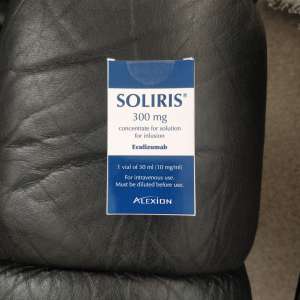 SOLIRIS®
300 mg
concentrate for solution
for infusion
Eculizumab
1 vial of 30 ml (10 mg/ml)
For intravenous use.
Must be diluted before use.
ALEXION